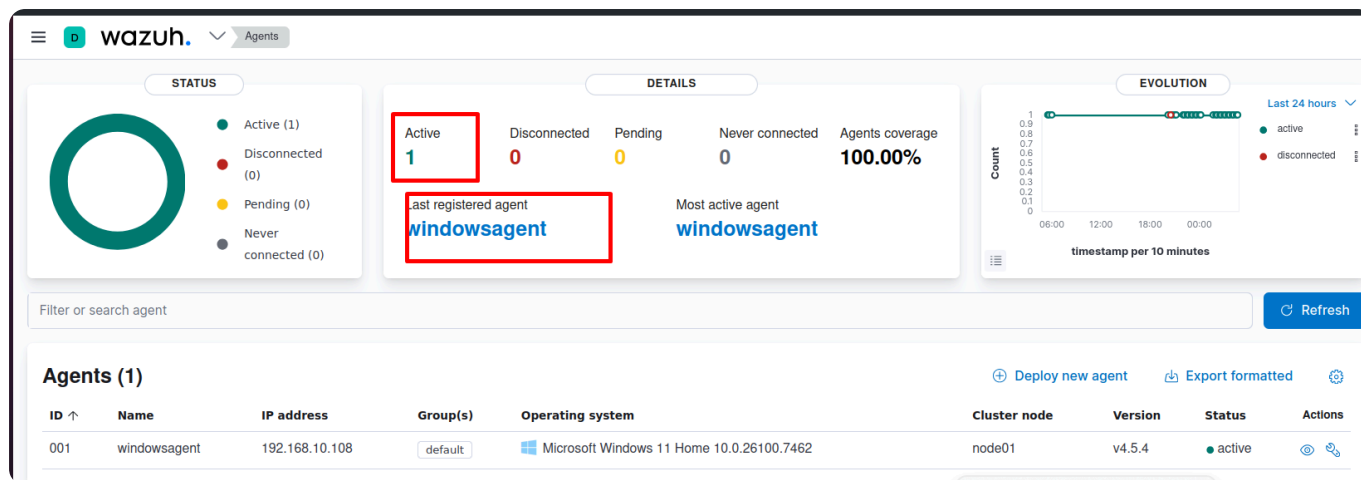 D wazuh. Agents
STATUS
Active (1)
Disconnected
(0)
Pending (0)
Never
connected (0)
DETAILS
Active Disconnected Pending Never connected Agents coverage
1 0 0 0 100.00%
Last registered agent Most active agent
windowsagent windowsagent
EVOLUTION
Last 24 hours
active
disconnected
Count
1
0.9
0.8
0.7
0.6
0.5
0.4
0.3
0.2
0.1
0
06:00 12:00 18:00 00:00
timestamp per 10 minutes
Filter or search agent
Refresh
Agents (1) Deploy new agent Export formatted
ID ↑ Name IP address Group(s) Operating system Cluster node Version Status Actions
001 windowsagent 192.168.10.108 default Microsoft Windows 11 Home 10.0.26100.7462 node01 v4.5.4 active